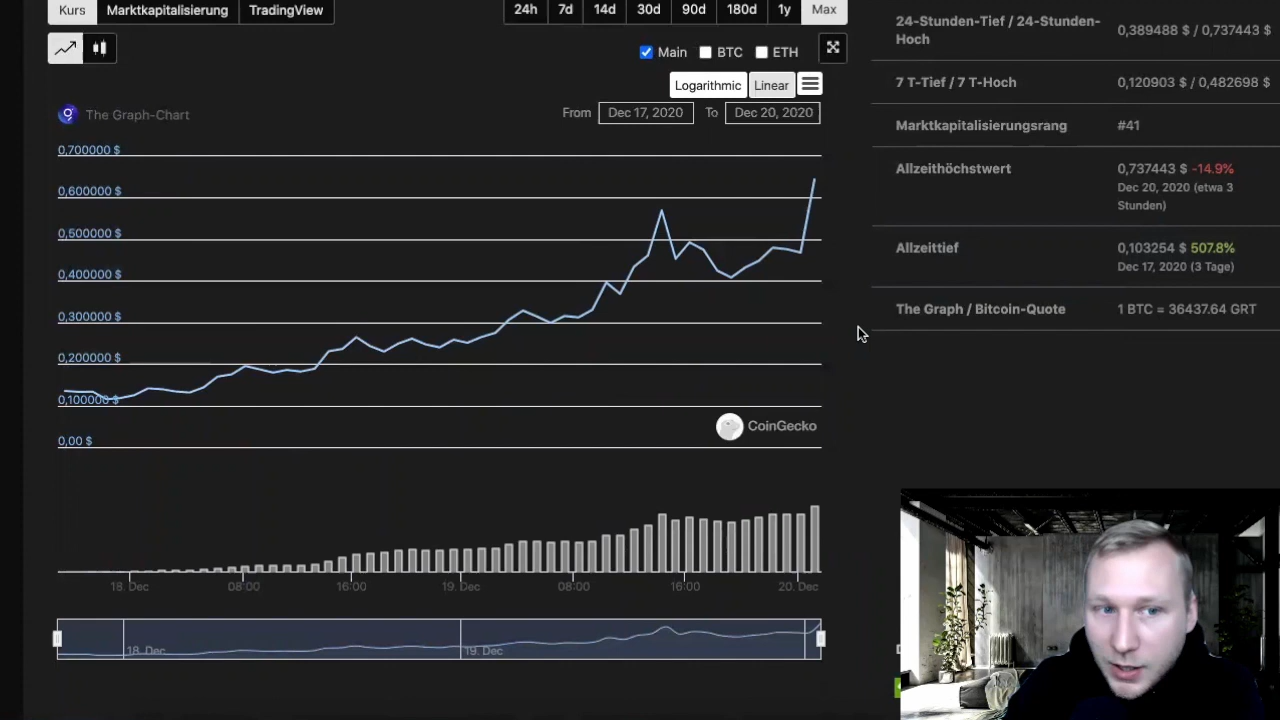 Kurs Marktkapitalisierung TradingView
24h 7d 14d 30d 90d 180d 1y Max
Main BTC ETH
Logarithmic Linear
The Graph-Chart
From Dec 17, 2020 To Dec 20, 2020
0,700000 $
0,600000 $
0,500000 $
0,400000 $
0,300000 $
0,200000 $
0,100000 $
0,00 $
CoinGecko
18. Dec 08:00 16:00 19. Dec 08:00 16:00 20. Dec
18. Dec 19. Dec
24-Stunden-Tief / 24-Stunden-
Hoch
0,389488 $ / 0,737443 $
7 T-Tief / 7 T-Hoch 0,120903 $ / 0,482698 $
Marktkapitalisierungsrang #41
Allzeithöchstwert 0,737443 $ -14.9%
Dec 20, 2020 (etwa 3
Stunden)
Allzeittief 0,103254 $ 507.8%
Dec 17, 2020 (3 Tage)
The Graph / Bitcoin-Quote 1 BTC = 36437.64 GRT